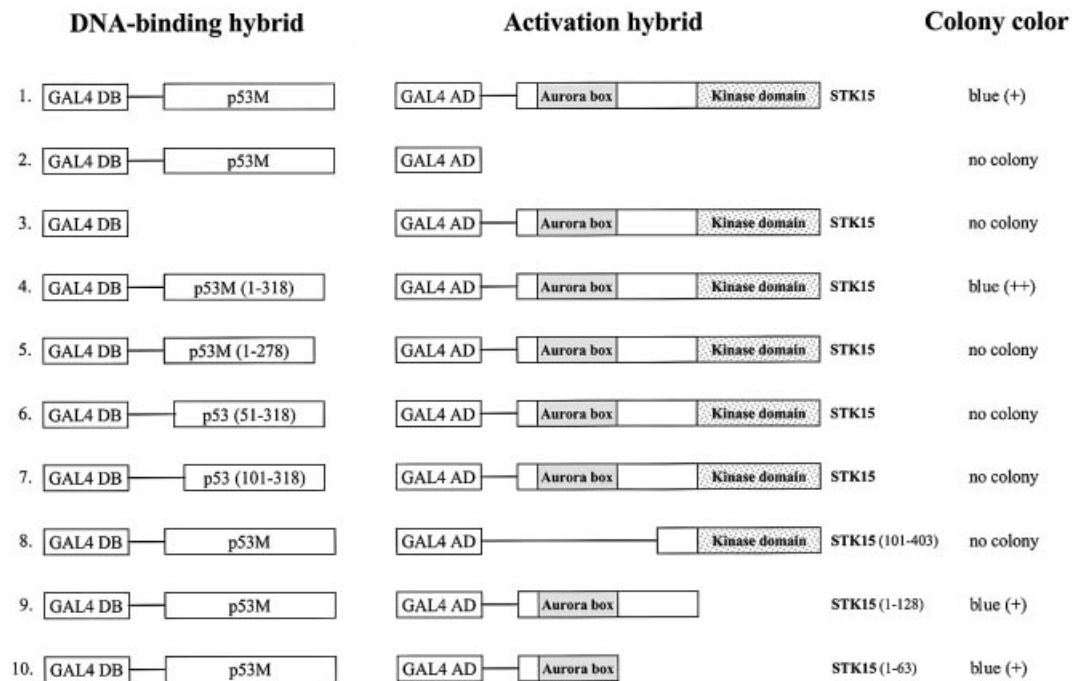 DNA-binding hybrid Activation hybrid Colony color
1. GAL4 DB p53M GAL4 AD Aurora box Kinase domain STK15 blue (+)
2. GAL4 DB p53M GAL4 AD no colony
3. GAL4 DB GAL4 AD Aurora box Kinase domain STK15 no colony
4. GAL4 DB p53M (1-318) GAL4 AD Aurora box Kinase domain STK15 blue (++)
5. GAL4 DB p53M (1-278) GAL4 AD Aurora box Kinase domain STK15 no colony
6. GAL4 DB p53 (51-318) GAL4 AD Aurora box Kinase domain STK15 no colony
7. GAL4 DB p53 (101-318) GAL4 AD Aurora box Kinase domain STK15 no colony
8. GAL4 DB p53M GAL4 AD Kinase domain STK15 (101-403) no colony
9. GAL4 DB p53M GAL4 AD Aurora box STK15 (1-128) blue (+)
10. GAL4 DB p53M GAL4 AD Aurora box STK15 (1-63) blue (+)